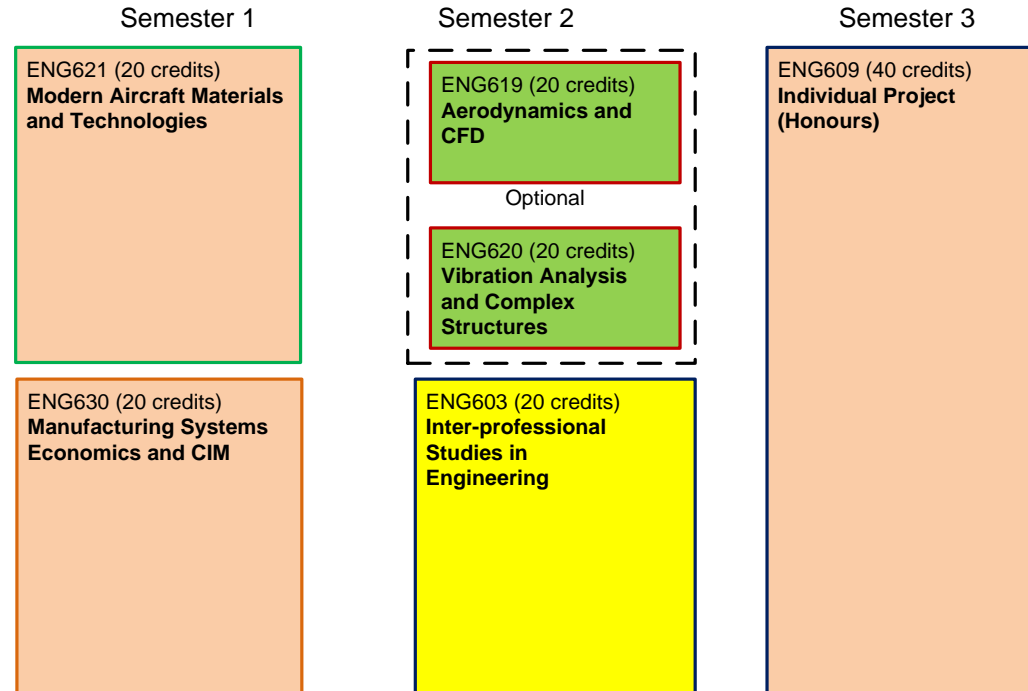 Semester 1
Semester 2
Semester 3
ENG621 (20 credits)
Modern Aircraft Materials
and Technologies
ENG619 (20 credits)
Aerodynamics and
CFD
Optional
ENG620 (20 credits)
Vibration Analysis
and Complex
Structures
ENG609 (40 credits)
Individual Project
(Honours)
ENG630 (20 credits)
Manufacturing Systems
Economics and CIM
ENG603 (20 credits)
Inter-professional
Studies in
Engineering